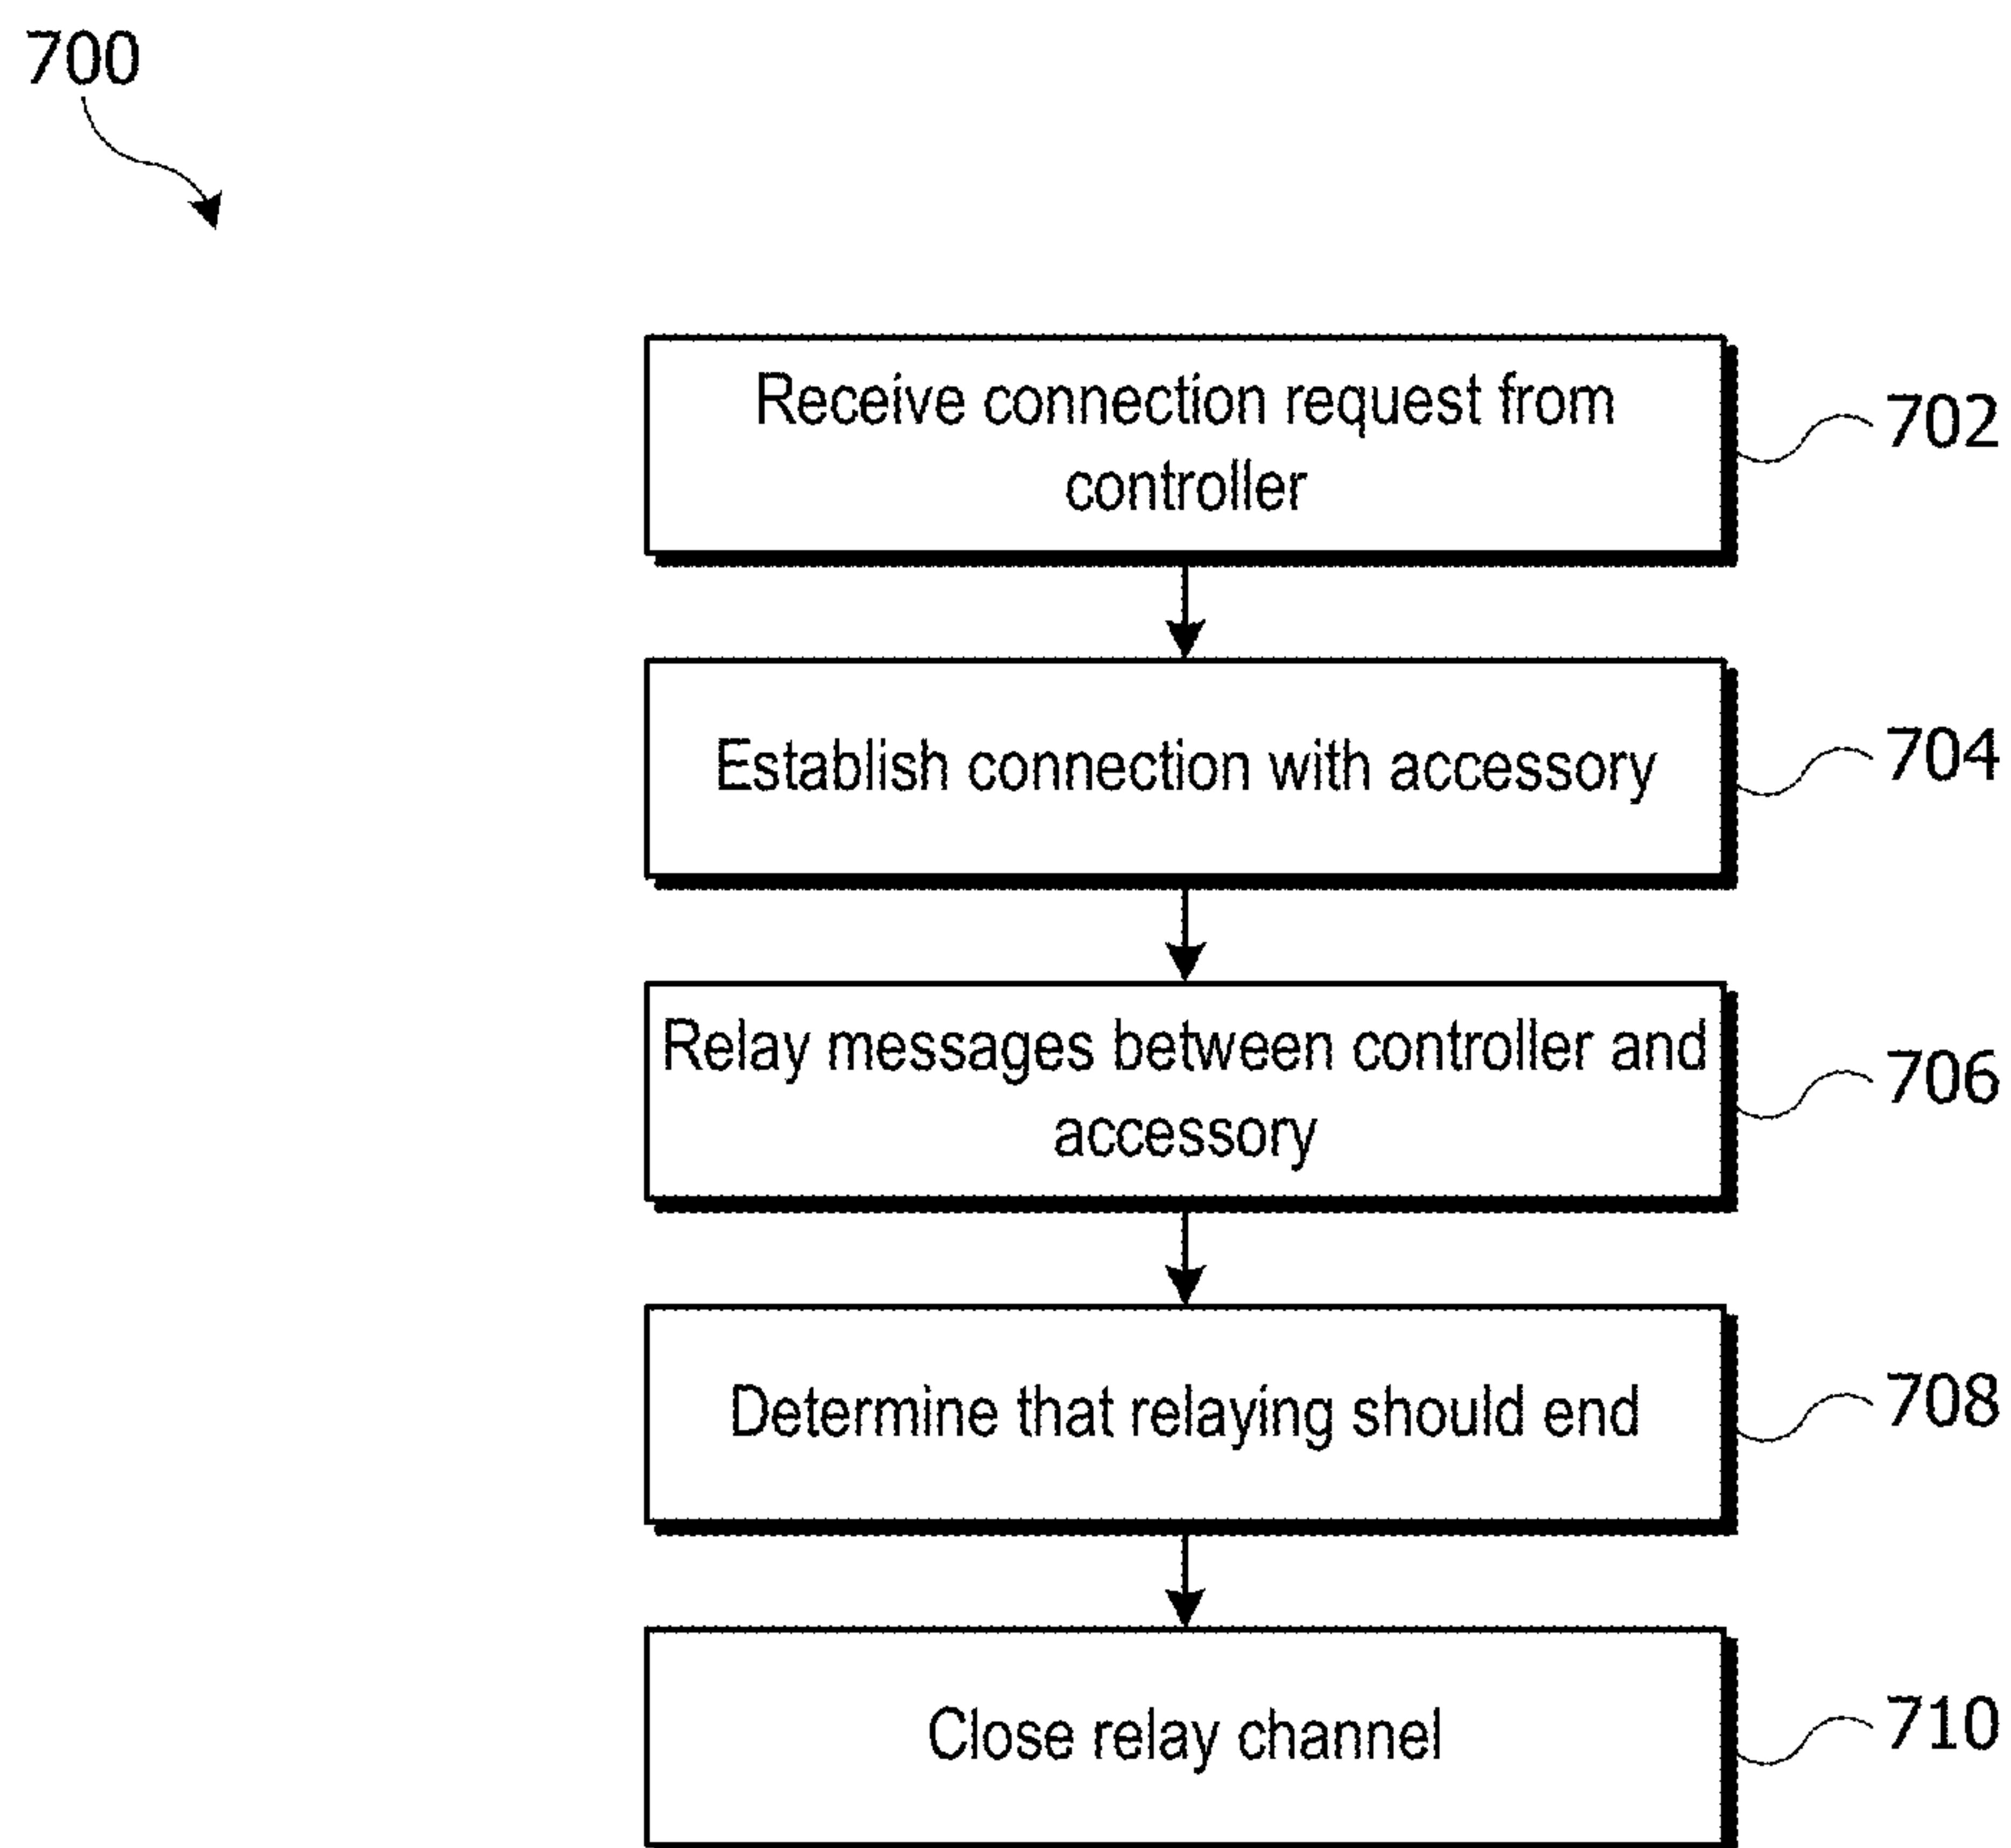 700
Receive connection request from
controller
702
Establish connection with accessory
704
Relay messages between controller and
accessory
706
Determine that relaying should end
708
Close relay channel
710